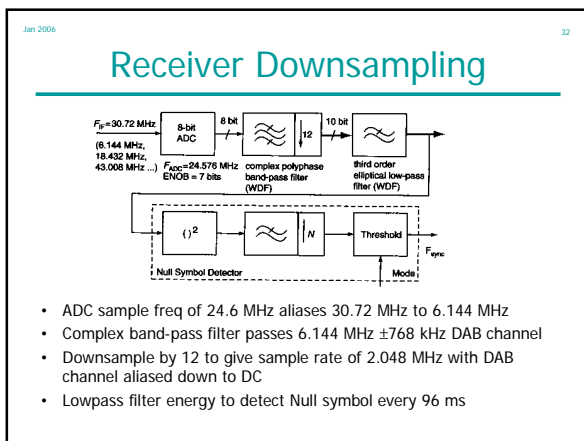 Jan 2006
32
Receiver Downsampling
F_IF=30.72 MHz
(6.144 MHz,
18.432 MHz,
43.008 MHz ...)
8-bit
ADC
F_ADC=24.576 MHz
ENOB = 7 bits
8 bit
12
complex polyphase
band-pass filter
(WDF)
10 bit
third order
elliptical low-pass
filter (WDF)
( )²
N
Threshold
F_sync
Null Symbol Detector
Mode
• ADC sample freq of 24.6 MHz aliases 30.72 MHz to 6.144 MHz
• Complex band-pass filter passes 6.144 MHz ±768 kHz DAB channel
• Downsample by 12 to give sample rate of 2.048 MHz with DAB
channel aliased down to DC
• Lowpass filter energy to detect Null symbol every 96 ms